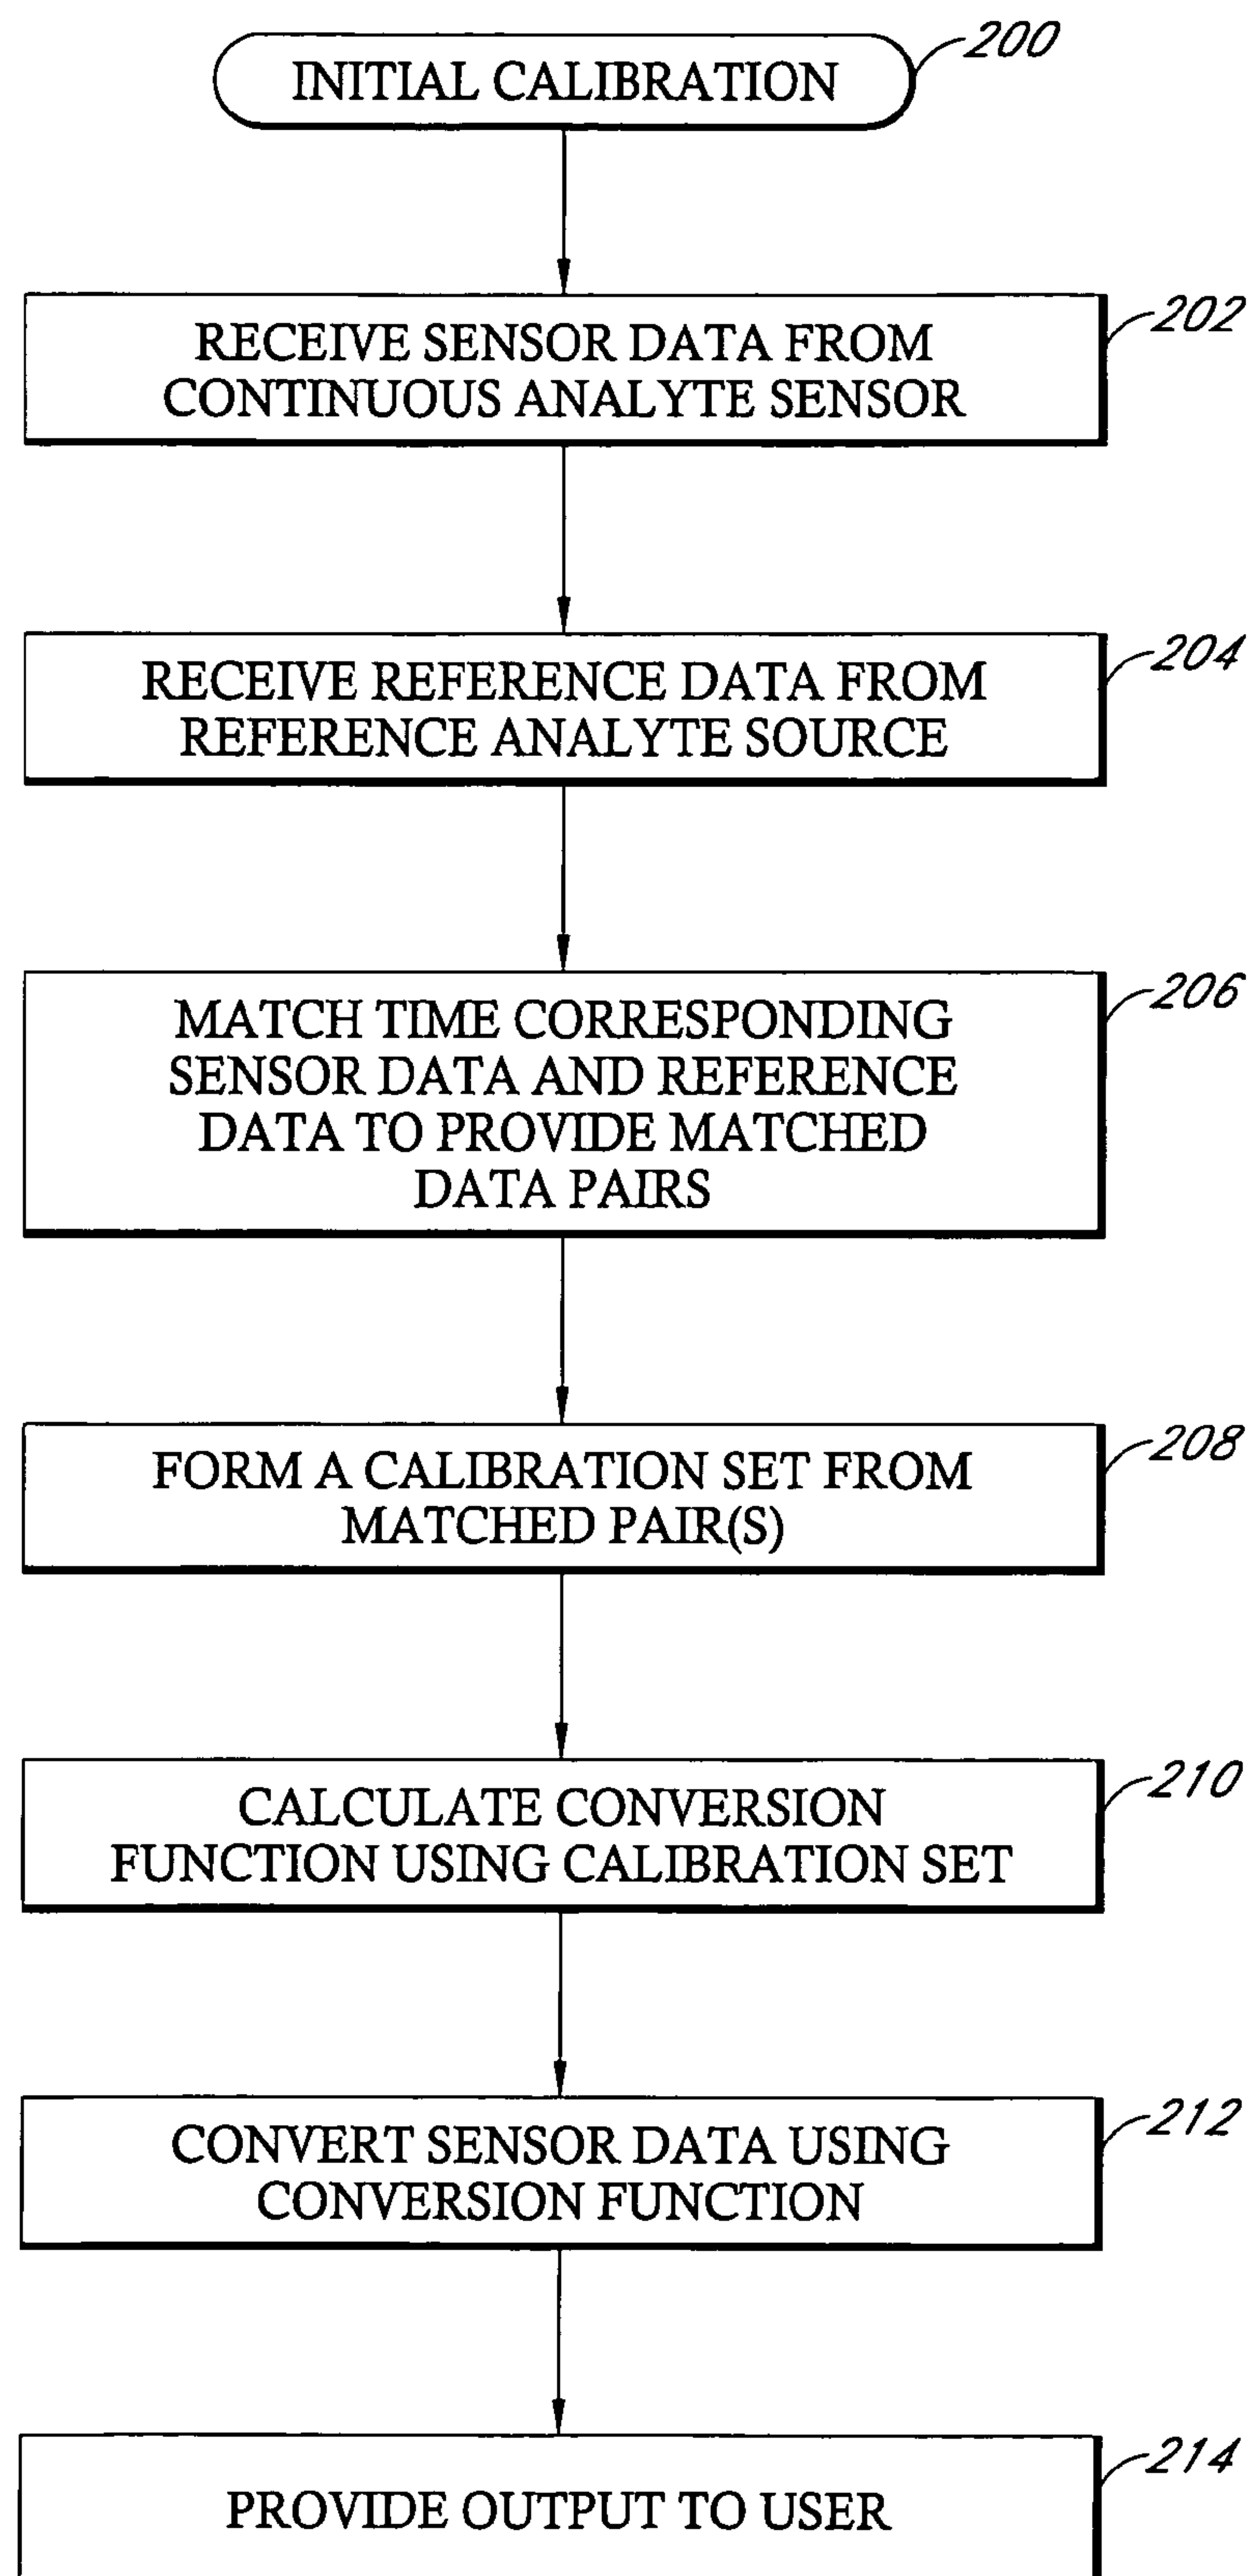 200
INITIAL CALIBRATION
202
RECEIVE SENSOR DATA FROM
CONTINUOUS ANALYTE SENSOR
204
RECEIVE REFERENCE DATA FROM
REFERENCE ANALYTE SOURCE
206
MATCH TIME CORRESPONDING
SENSOR DATA AND REFERENCE
DATA TO PROVIDE MATCHED
DATA PAIRS
208
FORM A CALIBRATION SET FROM
MATCHED PAIR(S)
210
CALCULATE CONVERSION
FUNCTION USING CALIBRATION SET
212
CONVERT SENSOR DATA USING
CONVERSION FUNCTION
214
PROVIDE OUTPUT TO USER